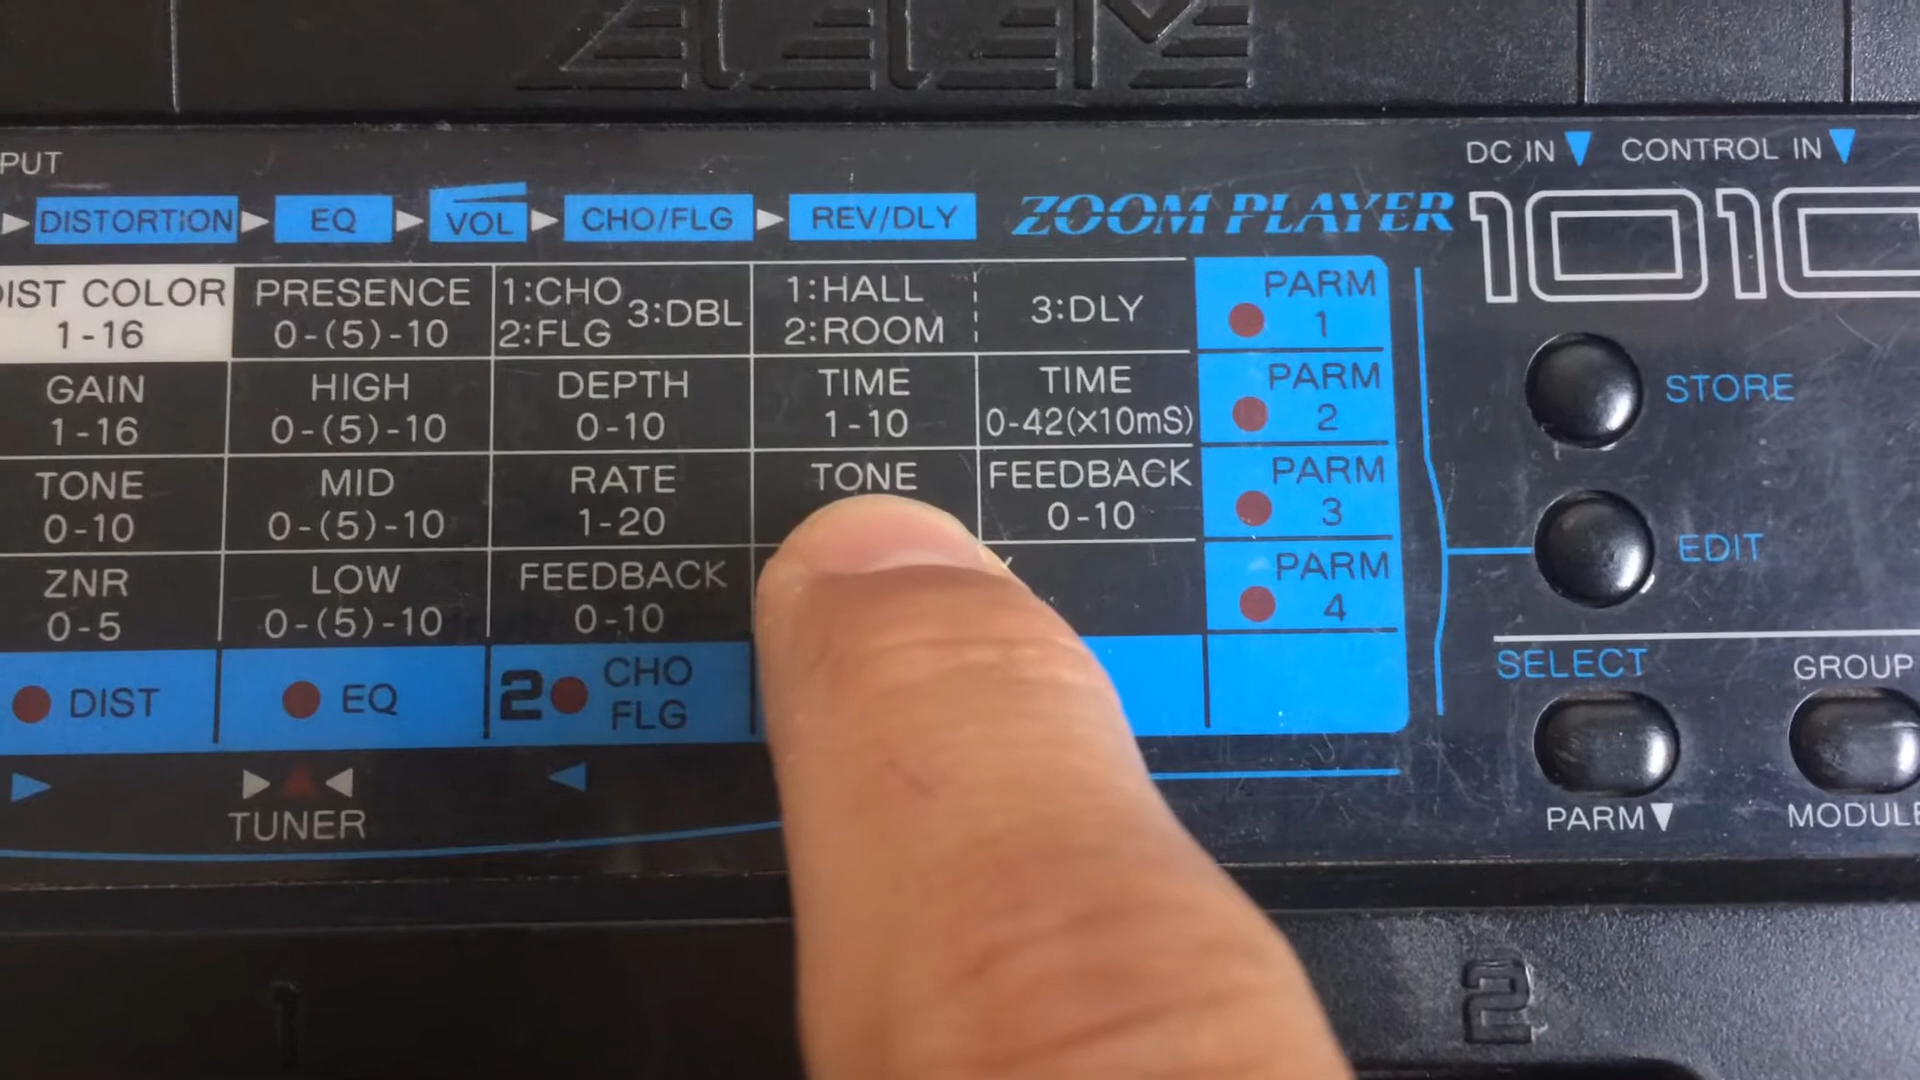 ZOOM
PUT
DC IN CONTROL IN
DISTORTION EQ VOL CHO/FLG REV/DLY ZOOM PLAYER 1010
DIST COLOR
1-16
PRESENCE
0-(5)-10
1:CHO
2:FLG
3:DBL
1:HALL
2:ROOM
3:DLY
PARM
1
GAIN
1-16
HIGH
0-(5)-10
DEPTH
0-10
TIME
1-10
TIME
0-42(X10mS)
PARM
2
TONE
0-10
MID
0-(5)-10
RATE
1-20
TONE
FEEDBACK
0-10
PARM
3
ZNR
0-5
LOW
0-(5)-10
FEEDBACK
0-10
PARM
4
DIST
EQ
2 CHO
FLG
TUNER
STORE
EDIT
SELECT
GROUP
PARM
MODULE
1
2